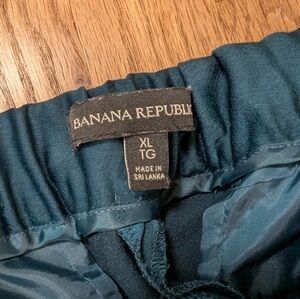 BANANA REPUBLIC
XL
TG
MADE IN
SRI LANKA